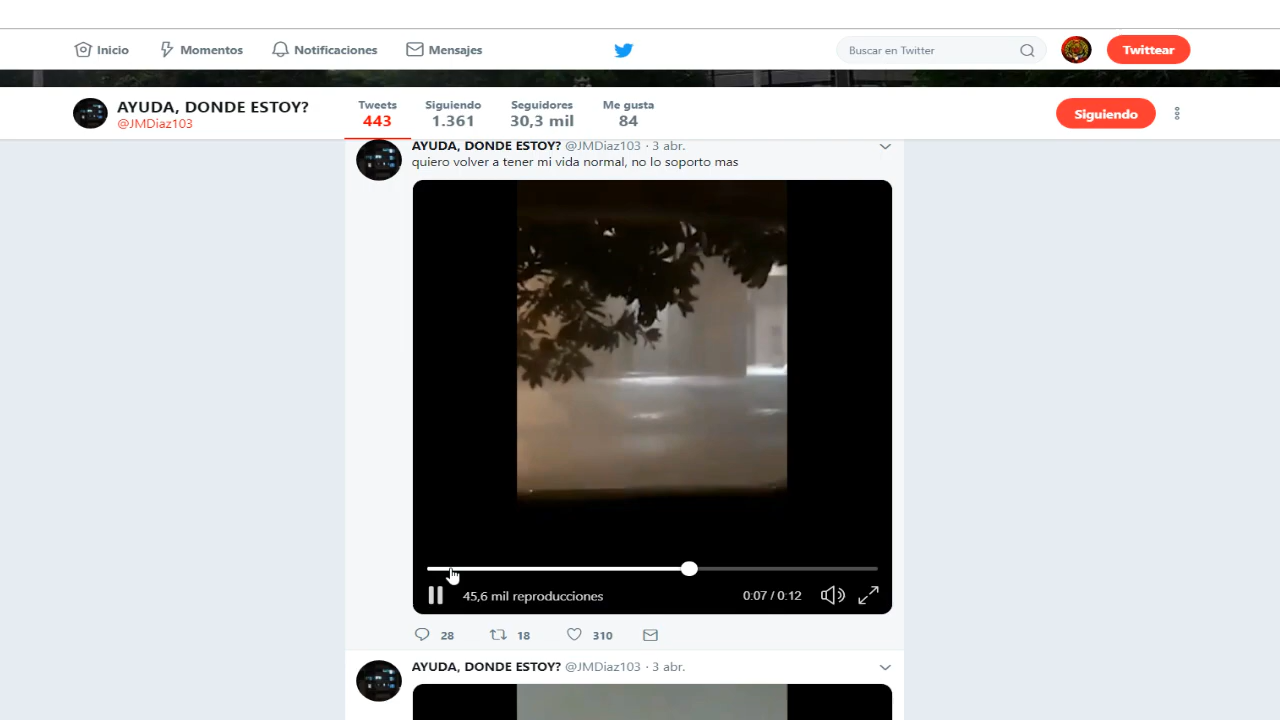 Inicio Momentos Notificaciones Mensajes Buscar en Twitter Twittear
AYUDA, DONDE ESTOY? Tweets Siguiendo Seguidores Me gusta
@JMDiaz103 443 1.361 30,3 mil 84 Siguiendo
AYUDA, DONDE ESTOY? @JMDiaz103 · 3 abr.
quiero volver a tener mi vida normal, no lo soporto mas
45,6 mil reproducciones 0:07 / 0:12
28 18 310
AYUDA, DONDE ESTOY? @JMDiaz103 · 3 abr.